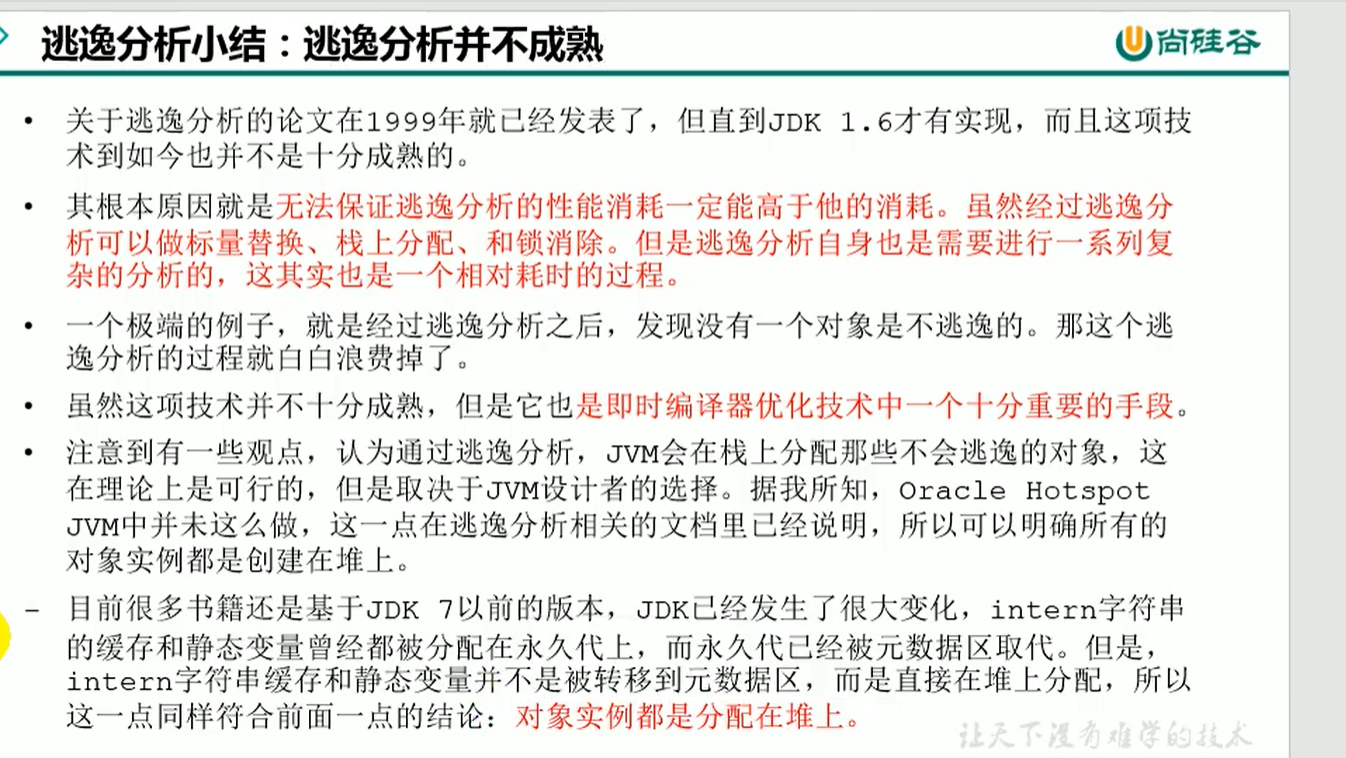 逃逸分析小结：逃逸分析并不成熟
尚硅谷
• 关于逃逸分析的论文在1999年就已经发表了，但直到JDK 1.6才有实现，而且这项技
术到如今也并不是十分成熟的。
• 其根本原因就是无法保证逃逸分析的性能消耗一定能高于他的消耗。虽然经过逃逸分
析可以做标量替换、栈上分配、和锁消除。但是逃逸分析自身也是需要进行一系列复
杂的分析的，这其实也是一个相对耗时的过程。
• 一个极端的例子，就是经过逃逸分析之后，发现没有一个对象是不逃逸的。那这个逃
逸分析的过程就白白浪费掉了。
• 虽然这项技术并不十分成熟，但是它也是即时编译器优化技术中一个十分重要的手段。
• 注意到有一些观点，认为通过逃逸分析，JVM会在栈上分配那些不会逃逸的对象，这
在理论上是可行的，但是取决于JVM设计者的选择。据我所知，Oracle Hotspot
JVM中并未这么做，这一点在逃逸分析相关的文档里已经说明，所以可以明确所有的
对象实例都是创建在堆上。
– 目前很多书籍还是基于JDK 7以前的版本，JDK已经发生了很大变化，intern字符串
的缓存和静态变量曾经都被分配在永久代上，而永久代已经被元数据区取代。但是，
intern字符串缓存和静态变量并不是被转移到元数据区，而是直接在堆上分配，所以
这一点同样符合前面一点的结论：对象实例都是分配在堆上。
让天下没有难学的技术